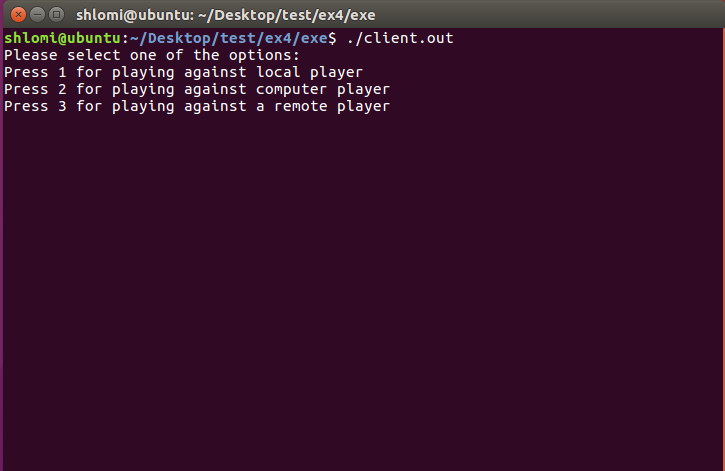 shlomi@ubuntu: ~/Desktop/test/ex4/exe
shlomi@ubuntu:~/Desktop/test/ex4/exe$ ./client.out
Please select one of the options:
Press 1 for playing against local player
Press 2 for playing against computer player
Press 3 for playing against a remote player